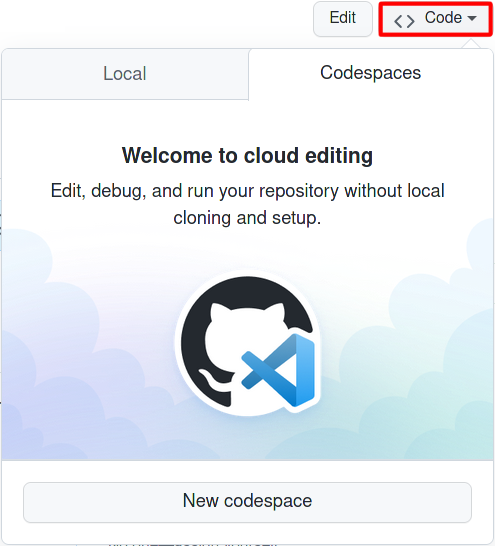 Edit
Code
Local
Codespaces
Welcome to cloud editing
Edit, debug, and run your repository without local
cloning and setup.
New codespace